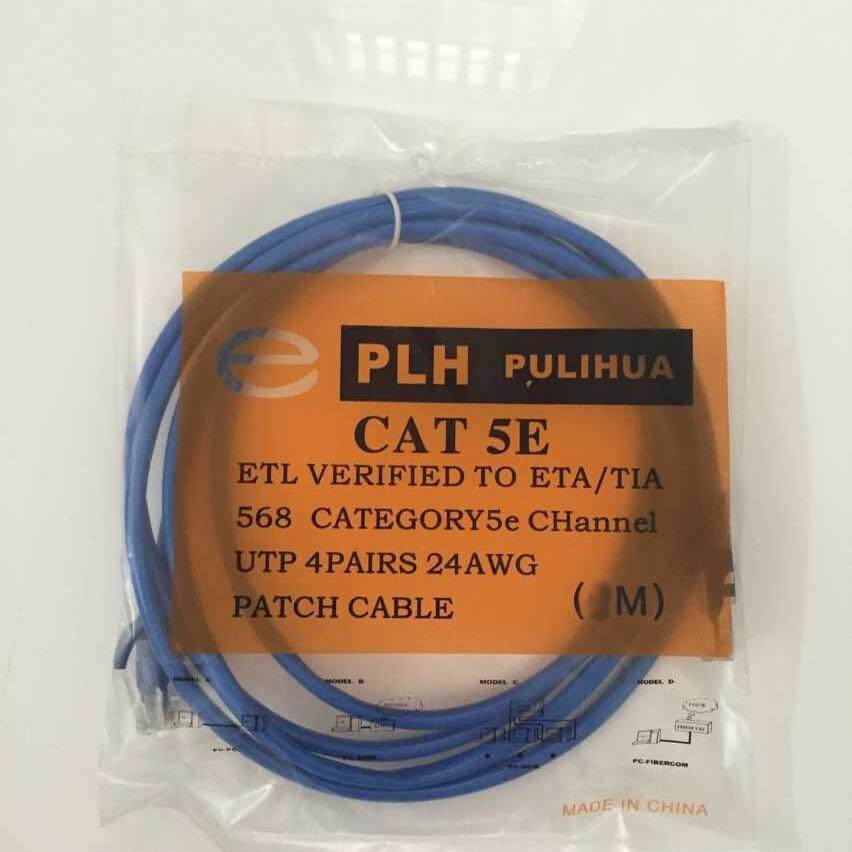 e PLH PULIHUA
CAT 5E
ETL VERIFIED TO ETA/TIA
568 CATEGORY5e CHannel
UTP 4PAIRS 24AWG
PATCH CABLE ( M)
MODEL B MODEL C MODEL D
PC-FIBERCOM
MADE IN CHINA